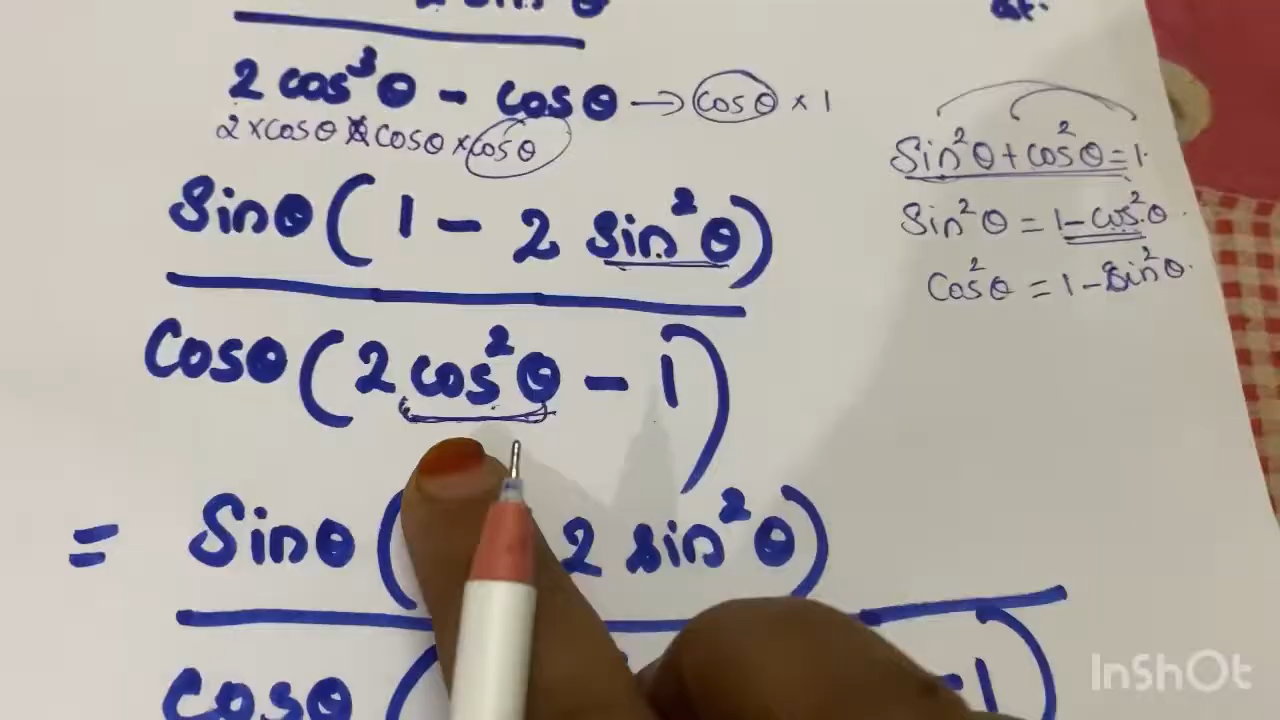 2 cos³θ - cosθ → cosθ × 1
2 × cosθ × cosθ × cosθ
sin²θ + cos²θ = 1.
sin²θ = 1 - cos²θ.
cos²θ = 1 - sin²θ.
Sinθ ( 1 - 2 sin²θ )
Cosθ ( 2 cos²θ - 1 )
= Sinθ ( 2 sin²θ )
Cosθ ( -1 )
InShOt